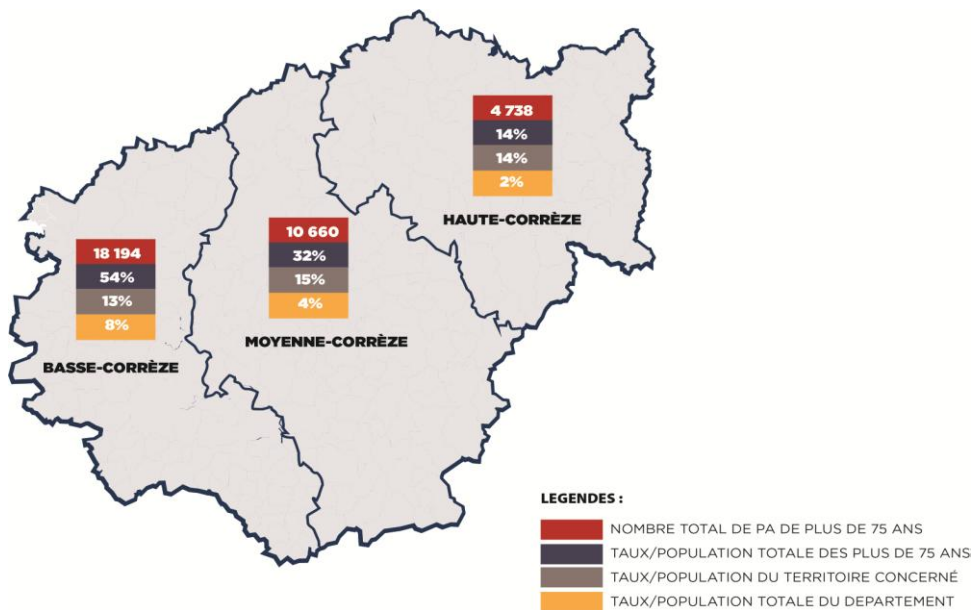 4 738
14%
14%
2%
HAUTE-CORRÈZE
10 660
32%
15%
4%
MOYENNE-CORRÈZE
18 194
54%
13%
8%
BASSE-CORRÈZE
LEGENDES :
NOMBRE TOTAL DE PA DE PLUS DE 75 ANS
TAUX/POPULATION TOTALE DES PLUS DE 75 ANS
TAUX/POPULATION DU TERRITOIRE CONCERNÉ
TAUX/POPULATION TOTALE DU DEPARTEMENT